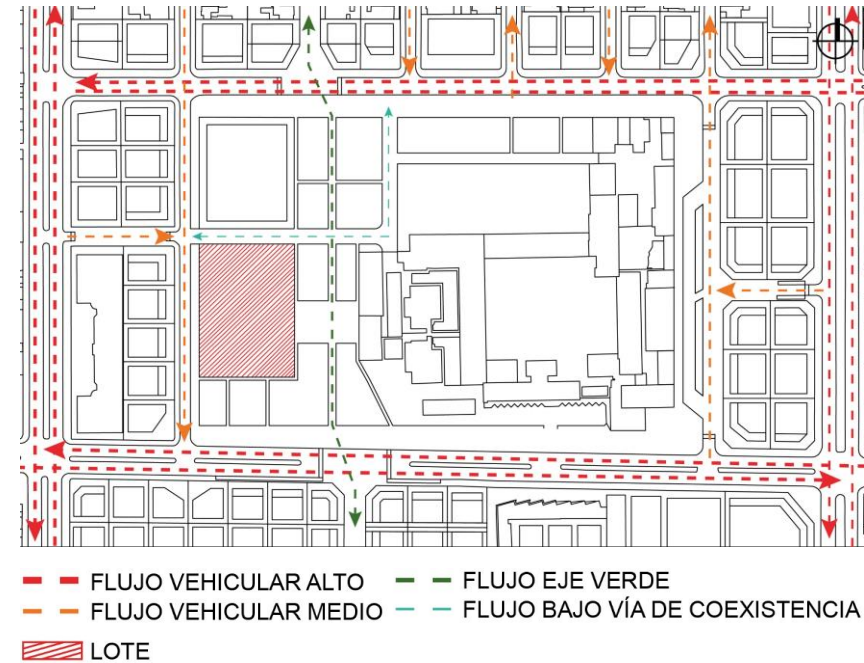 FLUJO VEHICULAR ALTO
FLUJO EJE VERDE
FLUJO VEHICULAR MEDIO
FLUJO BAJO VÍA DE COEXISTENCIA
LOTE